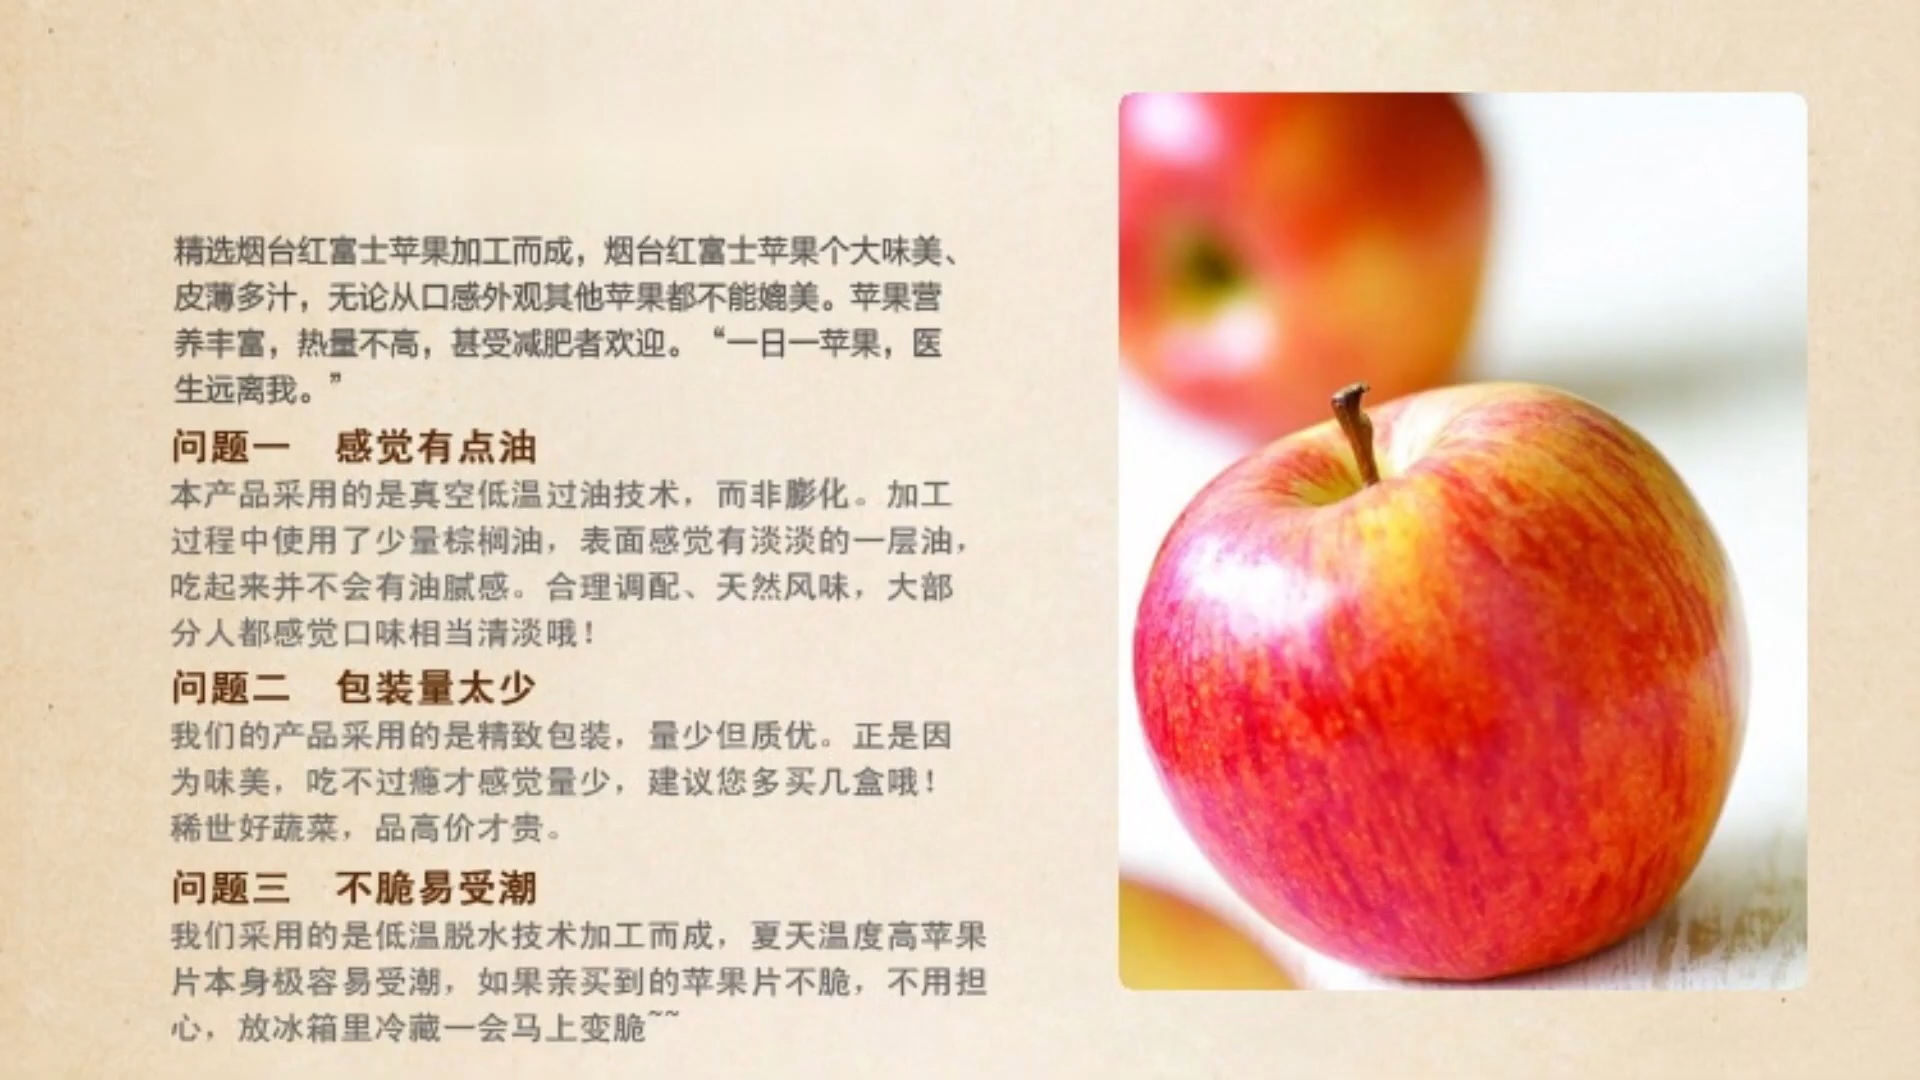 精选烟台红富士苹果加工而成，烟台红富士苹果个大味美、
皮薄多汁，无论从口感外观其他苹果都不能媲美。苹果营
养丰富，热量不高，甚受减肥者欢迎。“一日一苹果，医
生远离我。”
问题一　感觉有点油
本产品采用的是真空低温过油技术，而非膨化。加工
过程中使用了少量棕榈油，表面感觉有淡淡的一层油，
吃起来并不会有油腻感。合理调配、天然风味，大部
分人都感觉口味相当清淡哦！
问题二　包装量太少
我们的产品采用的是精致包装，量少但质优。正是因
为味美，吃不过瘾才感觉量少，建议您多买几盒哦！
稀世好蔬菜，品高价才贵。
问题三　不脆易受潮
我们采用的是低温脱水技术加工而成，夏天温度高苹果
片本身极容易受潮，如果亲买到的苹果片不脆，不用担
心，放冰箱里冷藏一会马上变脆~~